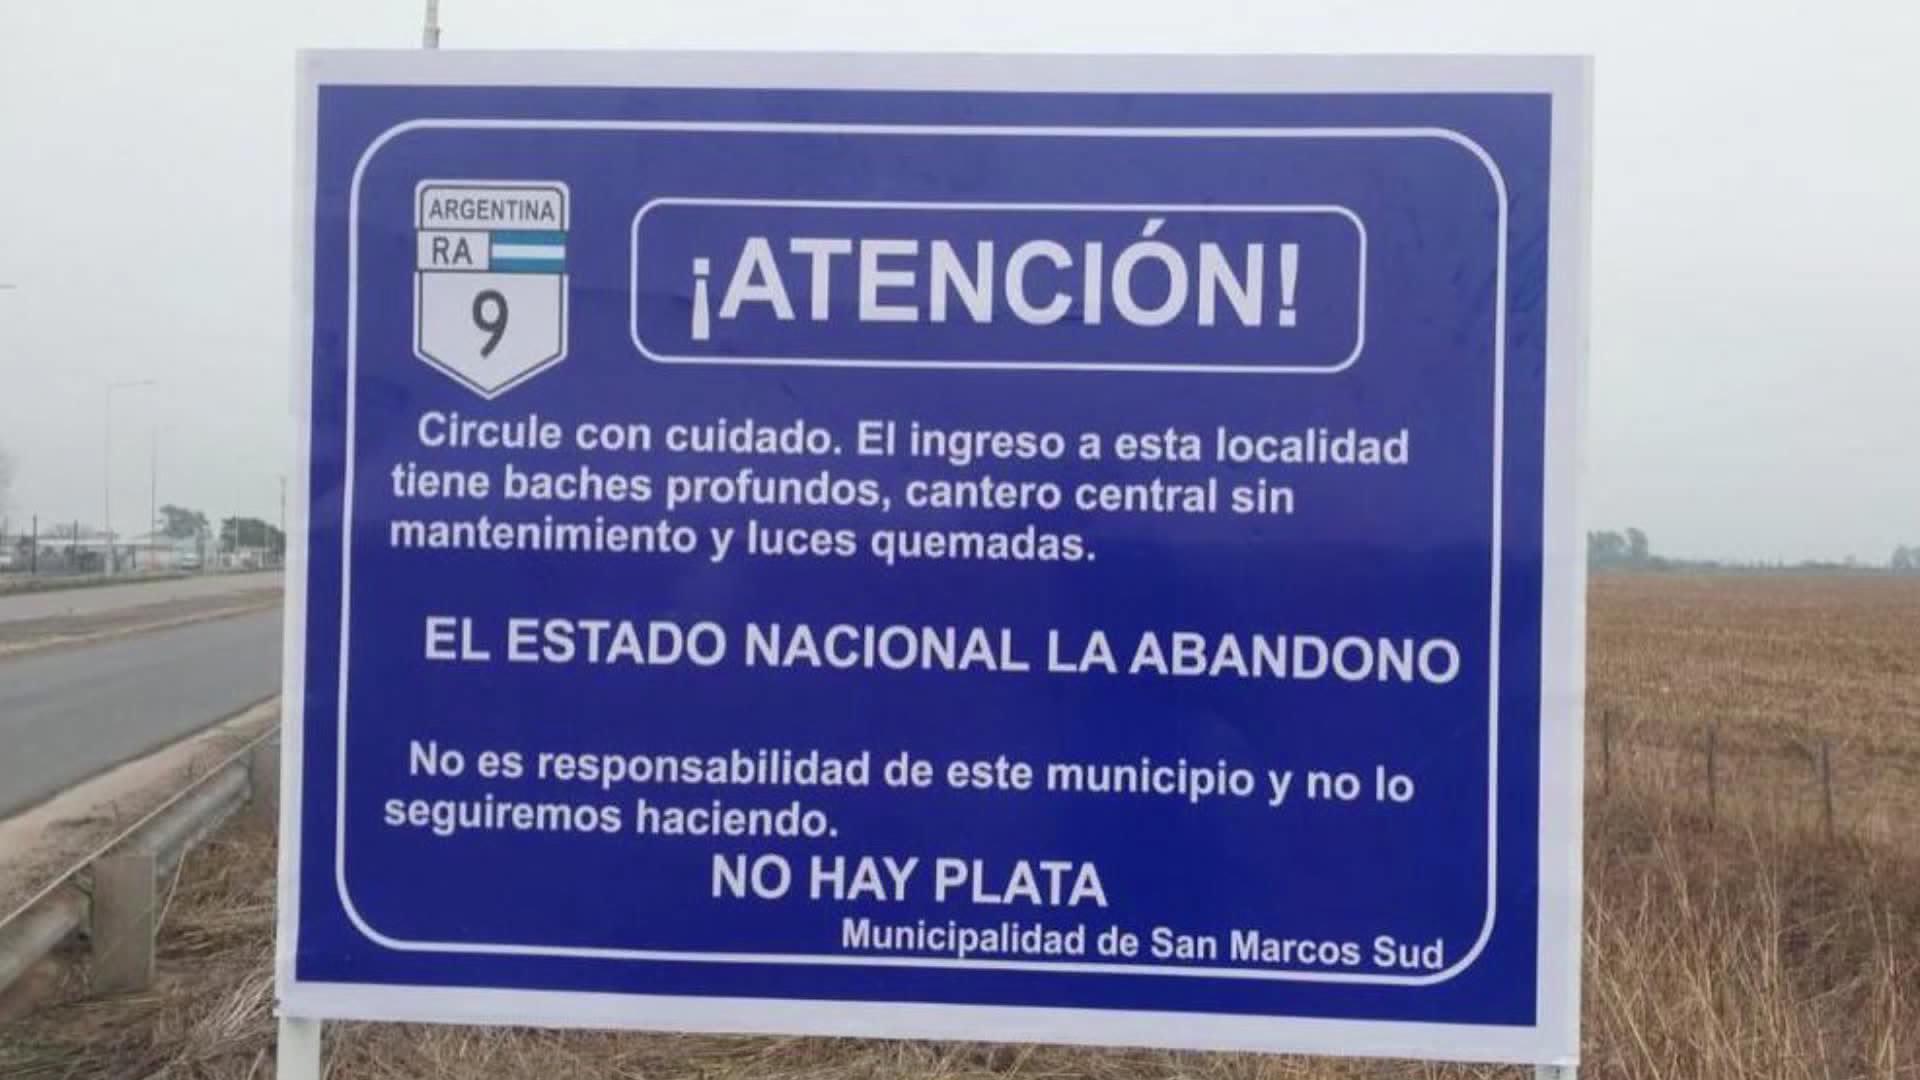 ARGENTINA
RA
9
¡ATENCIÓN!
Circule con cuidado. El ingreso a esta localidad
tiene baches profundos, cantero central sin
mantenimiento y luces quemadas.
EL ESTADO NACIONAL LA ABANDONO
No es responsabilidad de este municipio y no lo
seguiremos haciendo.
NO HAY PLATA
Municipalidad de San Marcos Sud